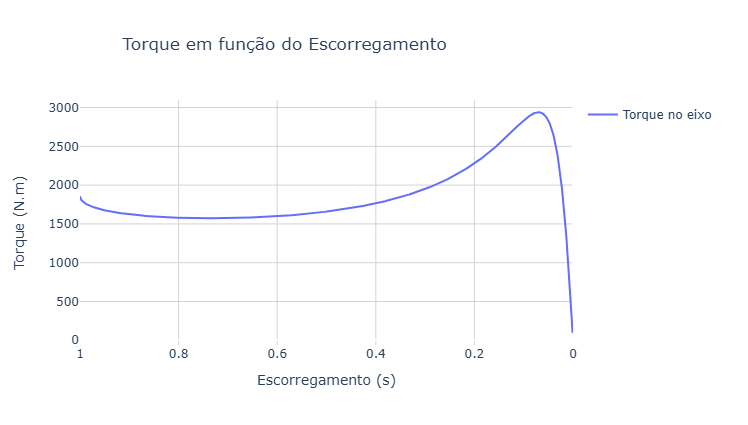 Torque em função do Escorregamento
Torque no eixo
3000
2500
2000
1500
1000
500
0
Torque (N.m)
1 0.8 0.6 0.4 0.2 0
Escorregamento (s)